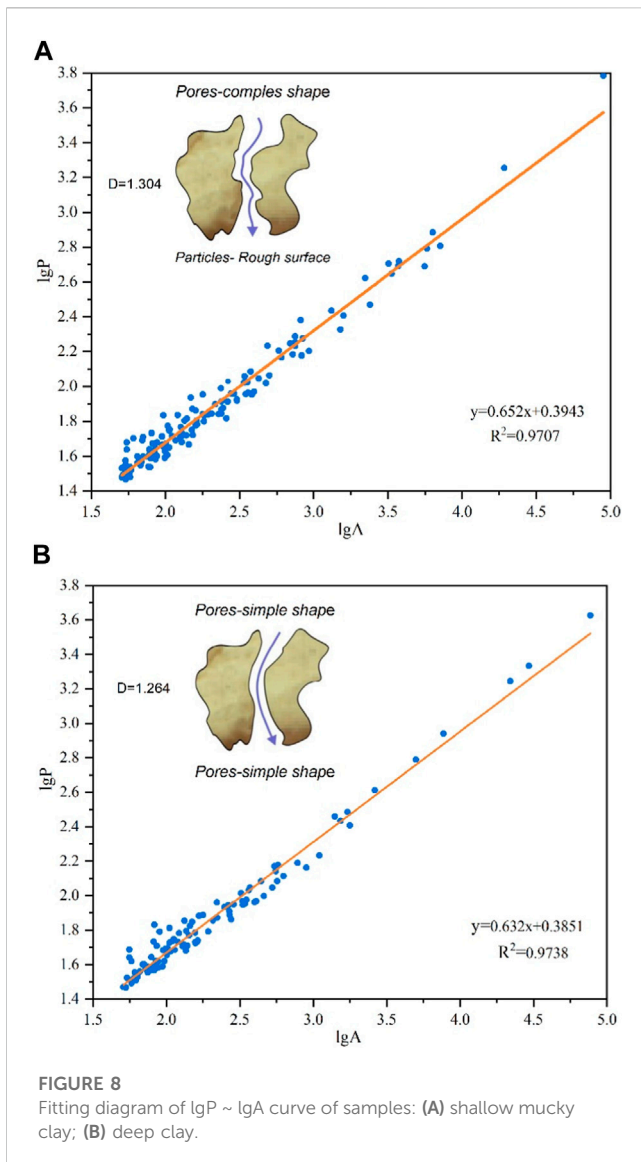 A
3.8
3.6
3.4
3.2
3.0
2.8
2.6
2.4
2.2
2.0
1.8
1.6
1.4
lgP
Pores-comples shape
D=1.304
Particles- Rough surface
y=0.652x+0.3943
R²=0.9707
1.5 2.0 2.5 3.0 3.5 4.0 4.5 5.0
lgA
B
3.8
3.6
3.4
3.2
3.0
2.8
2.6
2.4
2.2
2.0
1.8
1.6
1.4
lgP
Pores-simple shape
D=1.264
Pores-simple shape
y=0.632x+0.3851
R²=0.9738
1.5 2.0 2.5 3.0 3.5 4.0 4.5 5.0
lgA
FIGURE 8
Fitting diagram of lgP ~ lgA curve of samples: (A) shallow mucky
clay; (B) deep clay.